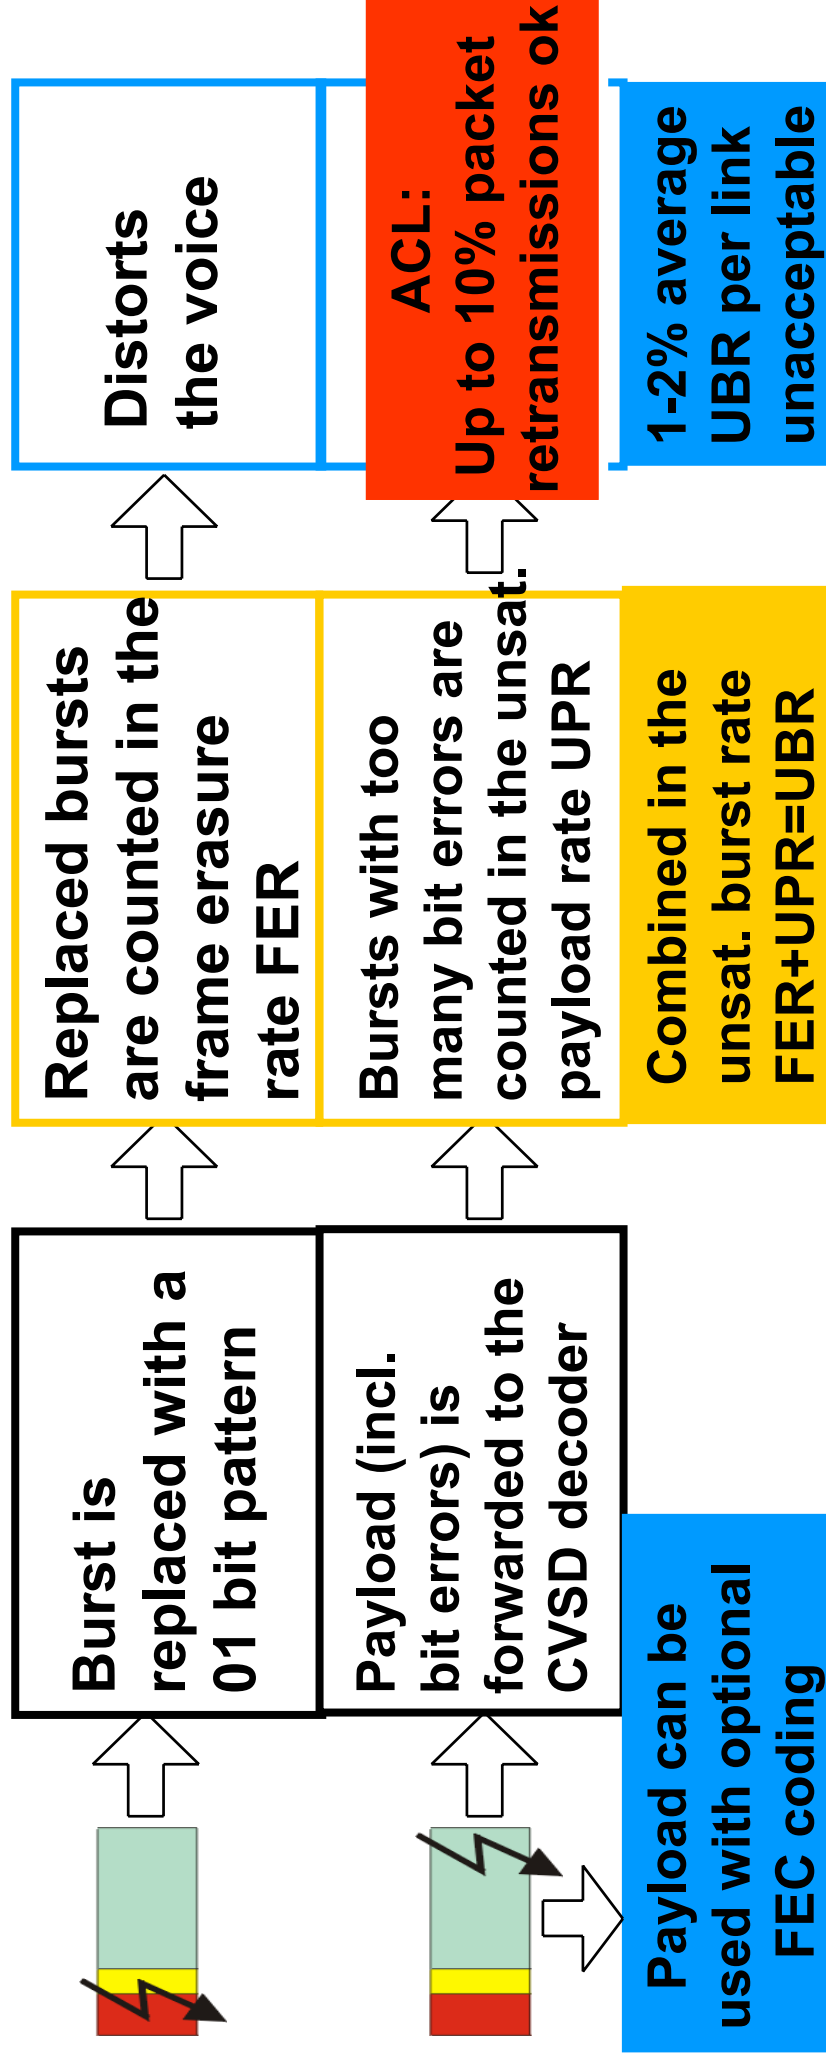 Burst is
replaced with a
01 bit pattern
Replaced bursts
are counted in the
frame erasure
rate FER
Distorts
the voice
Payload (incl.
bit errors) is
forwarded to the
CVSD decoder
Bursts with too
many bit errors are
counted in the unsat.
payload rate UPR
ACL:
Up to 10% packet
retransmissions ok
Payload can be
used with optional
FEC coding
Combined in the
unsat. burst rate
FER+UPR=UBR
1-2% average
UBR per link
unacceptable